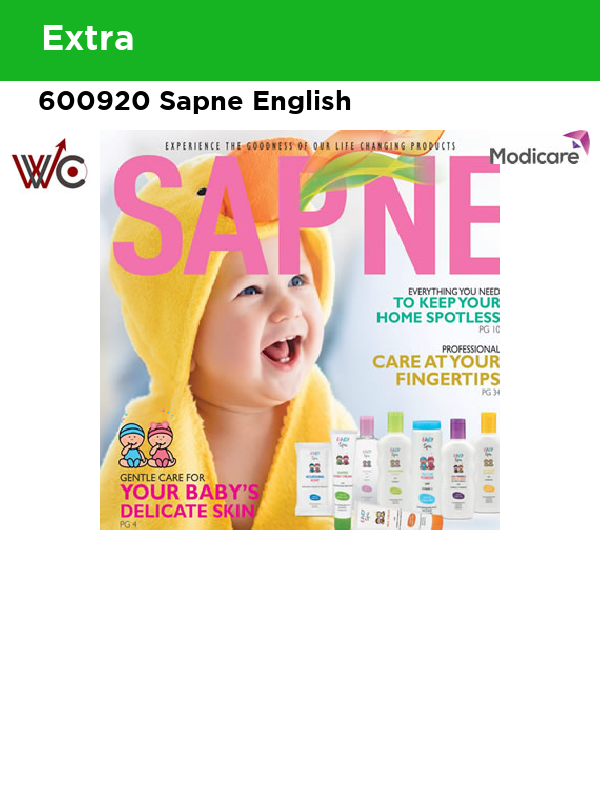 Extra
600920 Sapne English
WC
Modicare
EXPERIENCE THE GOODNESS OF OUR LIFE CHANGING PRODUCTS
SAPNE
EVERYTHING YOU NEED
TO KEEP YOUR
HOME SPOTLESS
PG 10
PROFESSIONAL
CARE AT YOUR
FINGERTIPS
PG 34
GENTLE CARE FOR
YOUR BABY'S
DELICATE SKIN
PG 4